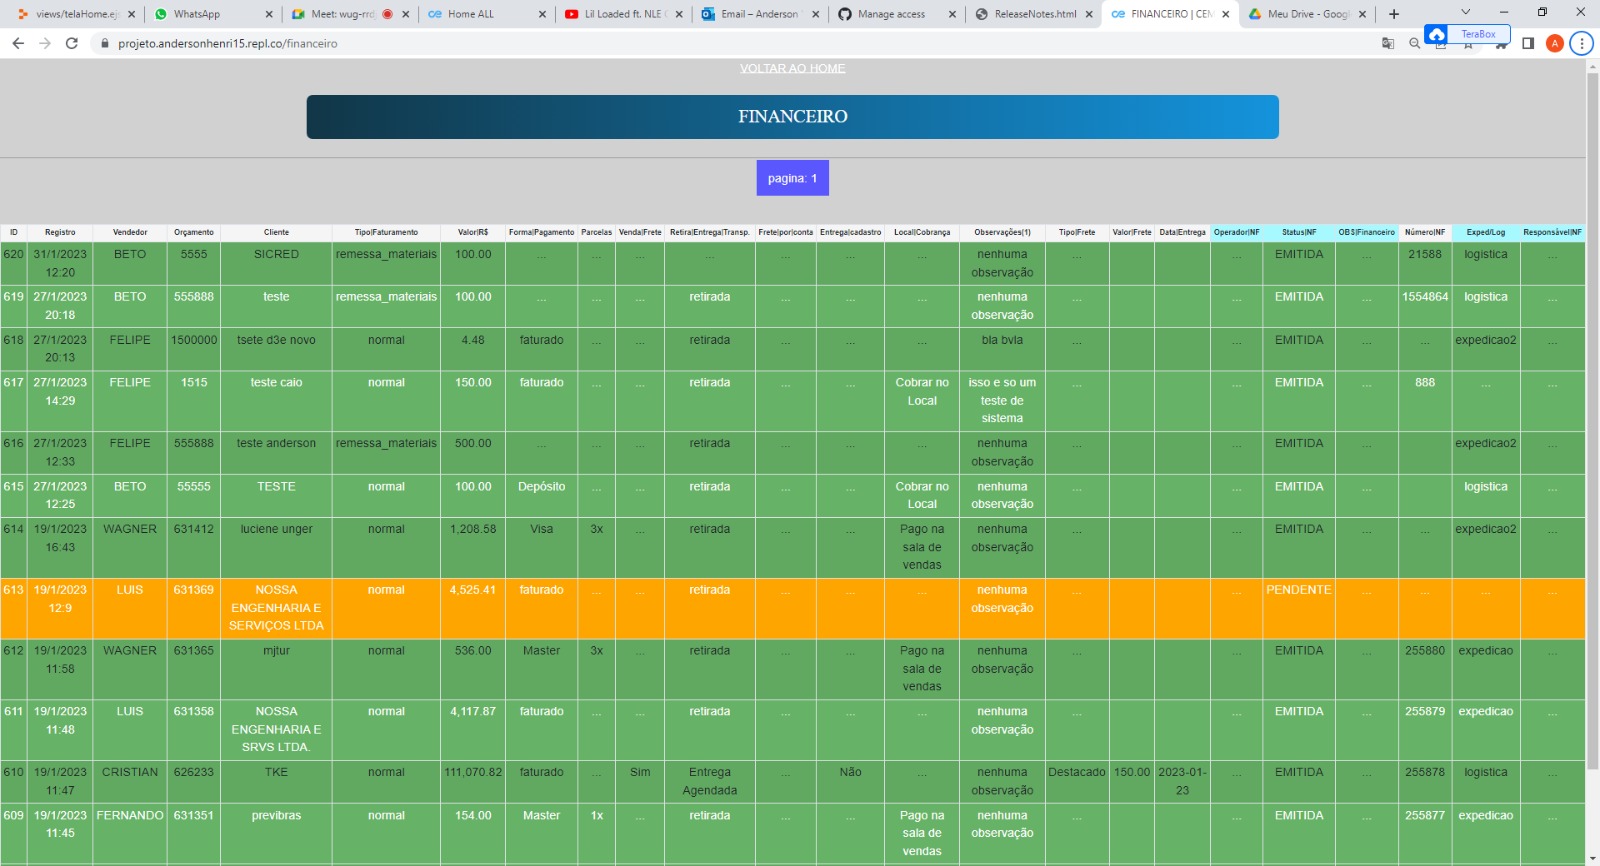 views/telaHome.ej
WhatsApp
Meet: wug-rrd
Home ALL
Lil Loaded ft. NLE
Email – Anderson
Manage access
ReleaseNotes.html
FINANCEIRO | CEM
Meu Drive - Googl
projeto.andersonhenri15.repl.co/financeiro
TeraBox
A
VOLTAR AO HOME
FINANCEIRO
pagina: 1
ID Registro Vendedor Orçamento Cliente Tipo|Faturamento Valor|R$ Forma|Pagamento Parcelas Venda|Frete Retira|Entrega|Transp. Frete|por|conta Entrega|cadastro Local|Cobrança Observações(1) Tipo|Frete Valor|Frete Data|Entrega Operador|NF Status|NF OBS|Financeiro Número|NF Exped/Log Responsável|NF
620 31/1/2023 BETO 5555 SICRED remessa_materiais 100.00 ... ... ... ... ... ... ... nenhuma ... ... EMITIDA ... 21588 logistica ...
12:20 observação
619 27/1/2023 BETO 555888 teste remessa_materiais 100.00 ... ... ... retirada ... ... ... nenhuma ... ... EMITIDA ... 1554864 logistica ...
20:18 observação
618 27/1/2023 FELIPE 1500000 tsete d3e novo normal 4.48 faturado ... ... retirada ... ... ... bla bvla ... ... EMITIDA ... ... expedicao2 ...
20:13
617 27/1/2023 FELIPE 1515 teste caio normal 150.00 faturado ... ... retirada ... ... Cobrar no isso e so um ... ... EMITIDA ... 888 ... ...
14:29 Local teste de
sistema
616 27/1/2023 FELIPE 555888 teste anderson remessa_materiais 500.00 ... ... ... retirada ... ... ... nenhuma ... ... EMITIDA ... expedicao2 ...
12:33 observação
615 27/1/2023 BETO 55555 TESTE normal 100.00 Depósito ... ... retirada ... ... Cobrar no nenhuma ... ... EMITIDA ... logistica ...
12:25 Local observação
614 19/1/2023 WAGNER 631412 luciene unger normal 1,208.58 Visa 3x ... retirada ... ... Pago na nenhuma ... ... EMITIDA ... ... expedicao2 ...
16:43 sala de observação
vendas
613 19/1/2023 LUIS 631369 NOSSA normal 4,525.41 faturado ... ... retirada ... ... ... nenhuma ... ... PENDENTE ... ... ... ...
12:9 ENGENHARIA E observação
SERVIÇOS LTDA
612 19/1/2023 WAGNER 631365 mjtur normal 536.00 Master 3x ... retirada ... ... Pago na nenhuma ... ... EMITIDA ... 255880 expedicao ...
11:58 sala de observação
vendas
611 19/1/2023 LUIS 631358 NOSSA normal 4,117.87 faturado ... ... retirada ... ... ... nenhuma ... ... EMITIDA ... 255879 expedicao ...
11:48 ENGENHARIA E observação
SRVS LTDA.
610 19/1/2023 CRISTIAN 626233 TKE normal 111,070.82 faturado ... Sim Entrega ... Não ... nenhuma Destacado 150.00 2023-01- ... EMITIDA ... 255878 logistica ...
11:47 Agendada observação 23
609 19/1/2023 FERNANDO 631351 previbras normal 154.00 Master 1x ... retirada ... ... Pago na nenhuma ... ... EMITIDA ... 255877 expedicao ...
11:45 sala de observação
vendas